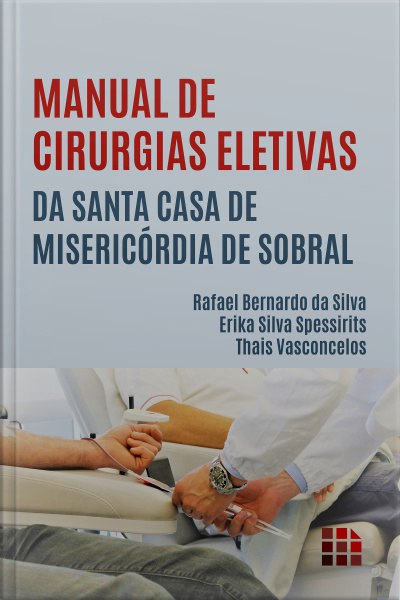 MANUAL DE
CIRURGIAS ELETIVAS
DA SANTA CASA DE
MISERICÓRDIA DE SOBRAL
Rafael Bernardo da Silva
Erika Silva Spessirits
Thais Vasconcelos